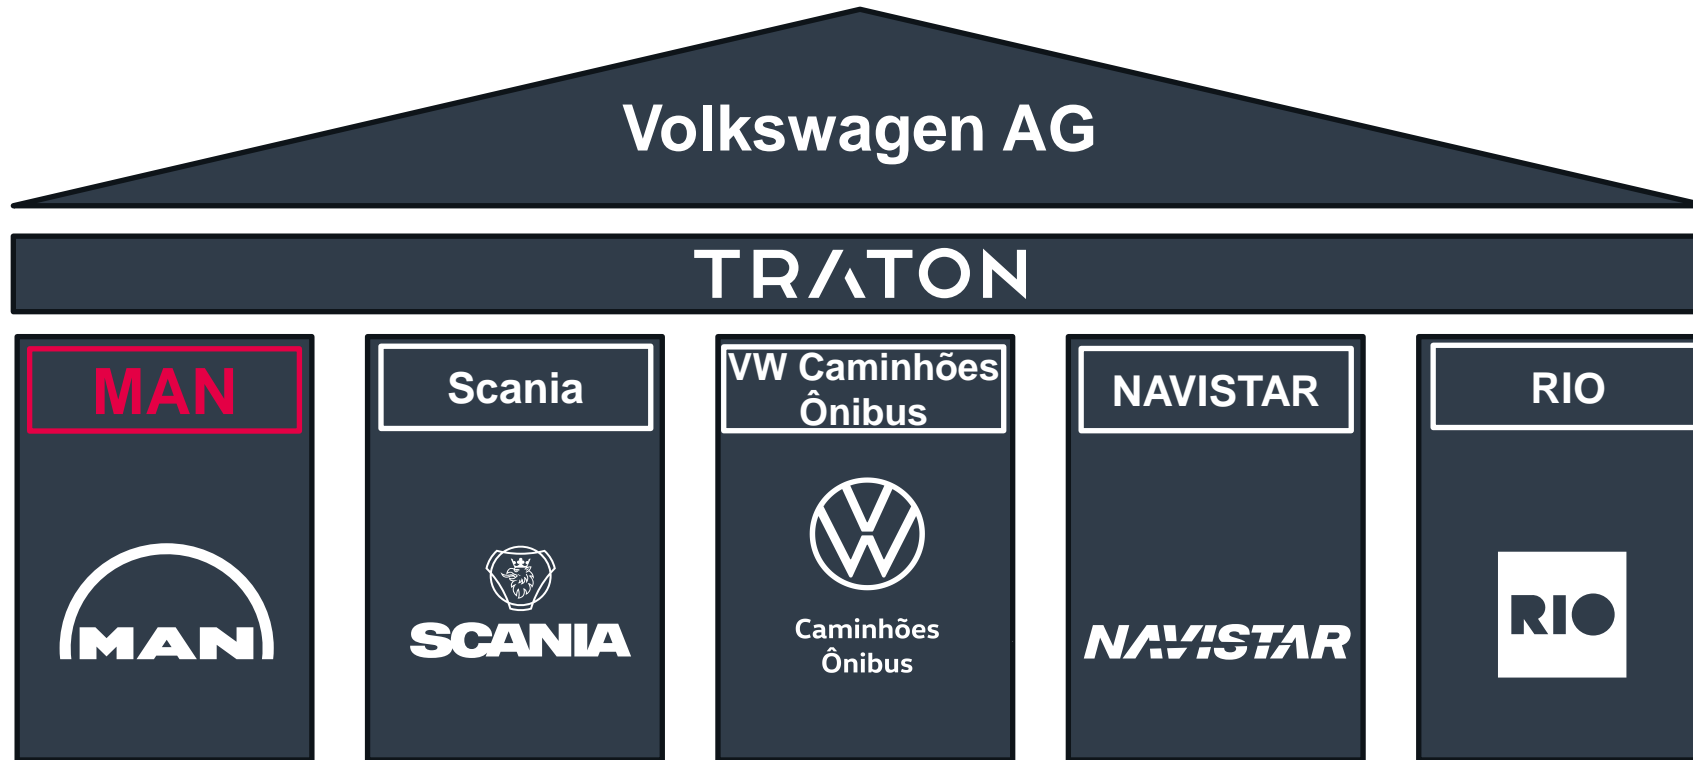 Volkswagen AG
TRATON
MAN
Scania
VW Caminhões
Ônibus
NAVISTAR
RIO
MAN
SCANIA
Caminhões
Ônibus
NAVISTAR
RIO